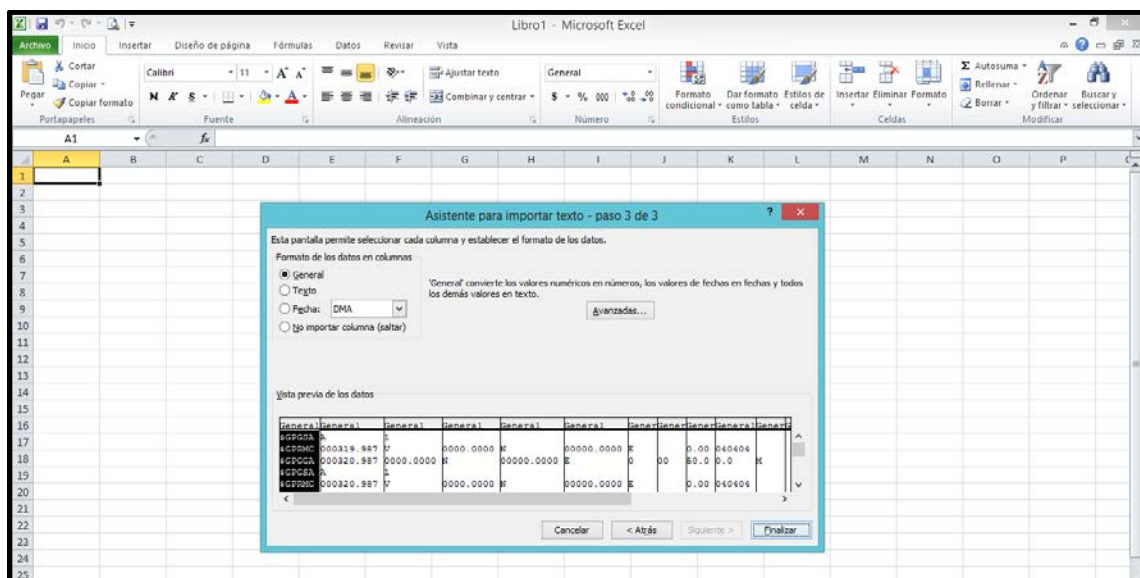 Libro1 - Microsoft Excel
Archivo Inicio Insertar Diseño de página Fórmulas Datos Revisar Vista
Pegar
Cortar
Copiar
Copiar formato
Portapapeles
Calibri 11
N K S
Fuente
Ajustar texto
Combinar y centrar
Alineación
General
$ % 000
Número
Formato condicional
Dar formato como tabla
Estilos de celda
Estilos
Insertar Eliminar Formato
Celdas
Σ Autosuma
Rellenar
Borrar
Ordenar y filtrar
Buscar y seleccionar
Modificar
A1 fx
A B C D E F G H I J K L M N O P
1
2
3
4
5
6
7
8
9
10
11
12
13
14
15
16
17
18
19
20
21
22
23
24
25
Asistente para importar texto - paso 3 de 3 ?
Esta pantalla permite seleccionar cada columna y establecer el formato de los datos.
Formato de los datos en columnas
General
Texto
Fecha: DMA
No importar columna (saltar)
'General' convierte los valores numéricos en números, los valores de fechas en fechas y todos
los demás valores en texto.
Avanzadas...
Vista previa de los datos
General General General General General General General General General General General
$GPGSA A 1
$GPRMC 000319.987 V 0000.0000 N 00000.0000 E 0.00 040404
$GPGGA 000320.987 0000.0000 N 00000.0000 E 0 00 50.0 0.0 M
$GPGSA A 1
$GPRMC 000320.987 V 0000.0000 N 00000.0000 E 0.00 040404
Cancelar < Atrás Siguiente > Finalizar